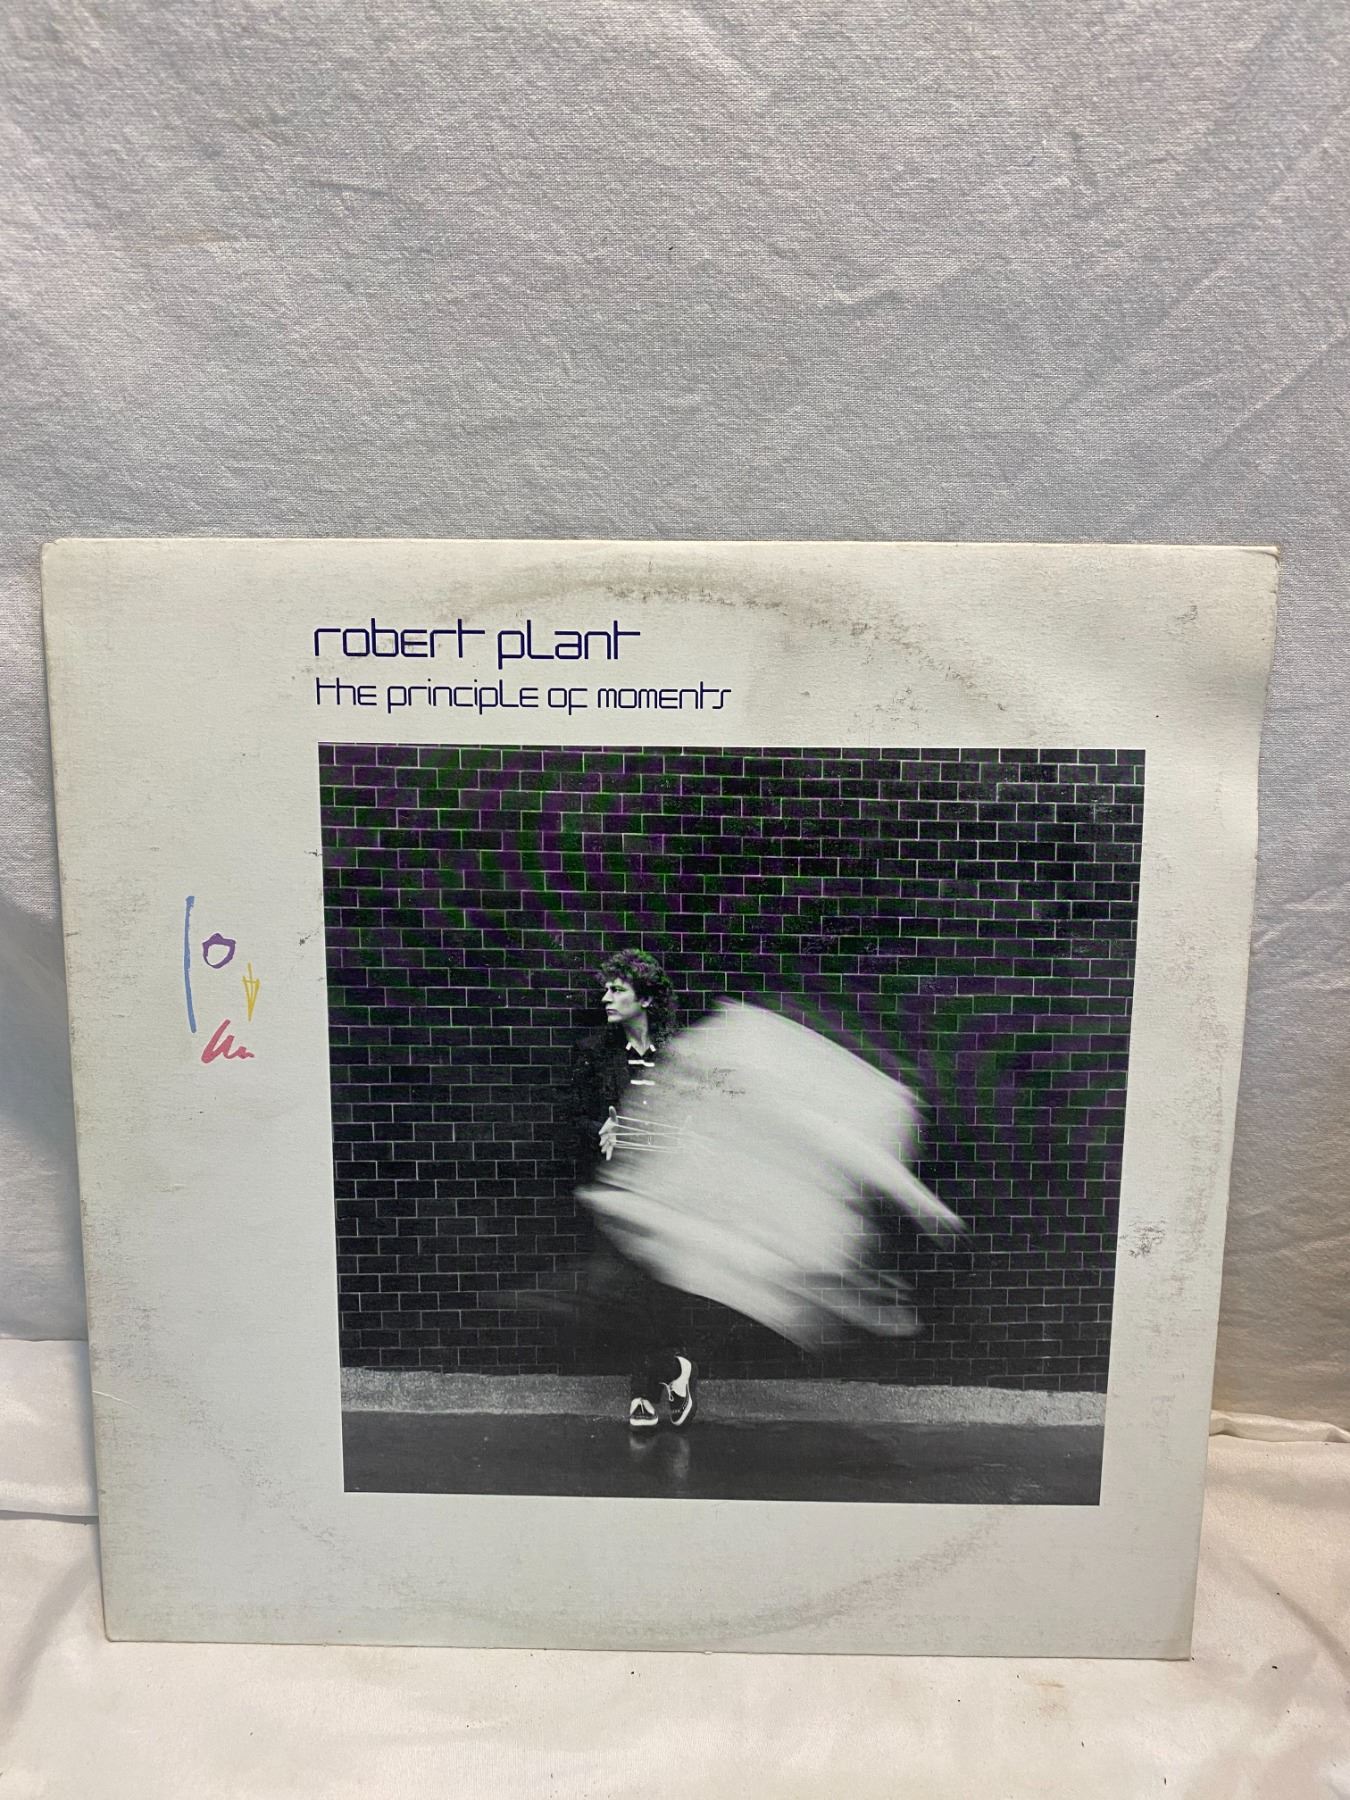 robert plant
the principle of moments